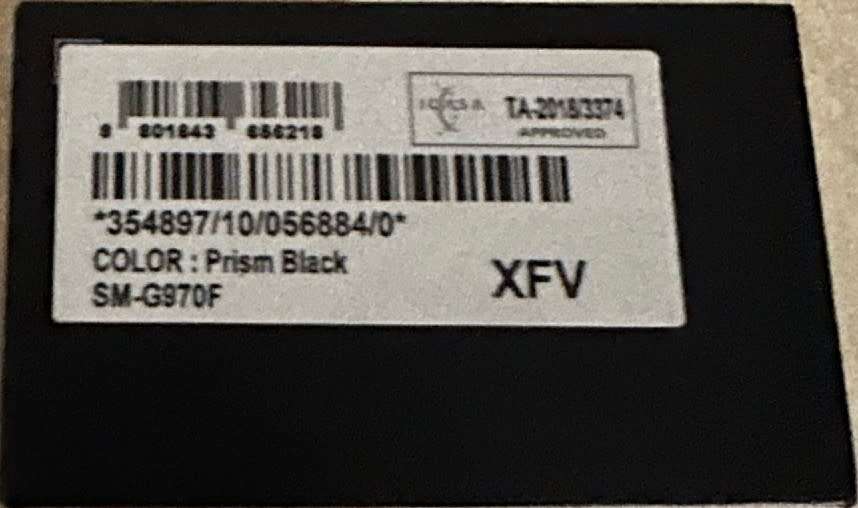 I.C.A.S.A.
TA-2018/3374
APPROVED
8 801643 656218
*354897/10/056884/0*
COLOR : Prism Black
SM-G970F
XFV